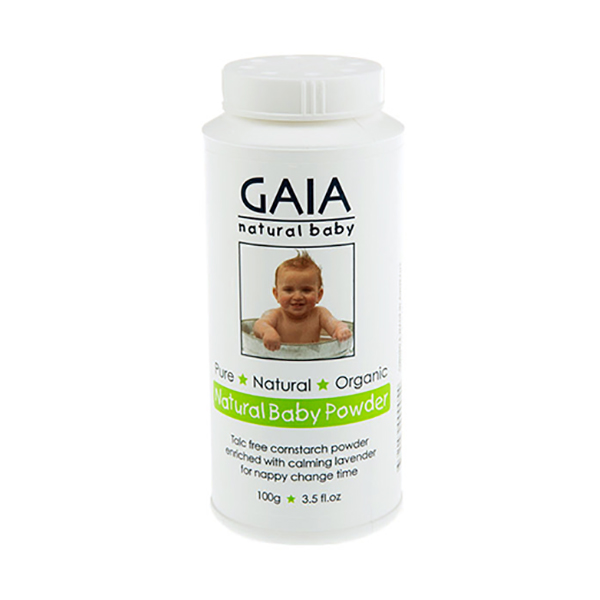 GAIA
natural baby
Pure ★ Natural ★ Organic
Natural Baby Powder
Talc free cornstarch powder
enriched with calming lavender
for nappy change time
100g ★ 3.5 fl.oz